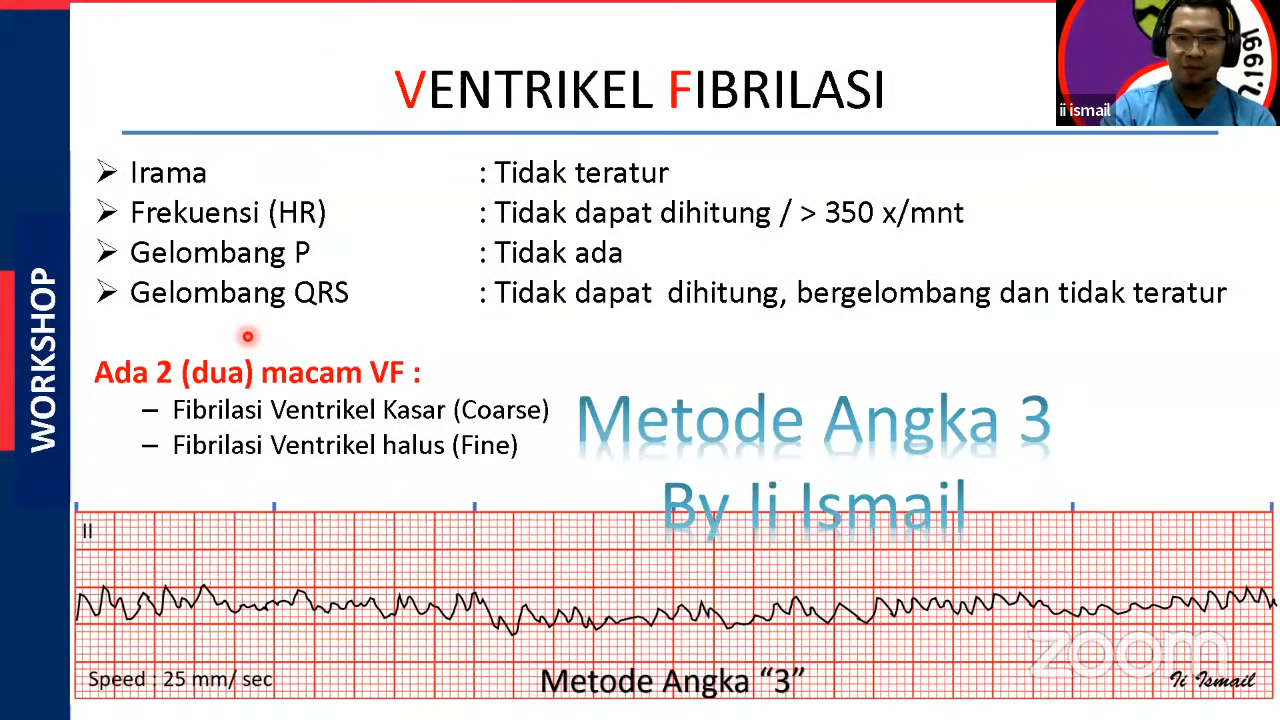 VENTRIKEL FIBRILASI
1991
ii ismail
➢ Irama : Tidak teratur
➢ Frekuensi (HR) : Tidak dapat dihitung / > 350 x/mnt
➢ Gelombang P : Tidak ada
➢ Gelombang QRS : Tidak dapat dihitung, bergelombang dan tidak teratur
WORKSHOP
Ada 2 (dua) macam VF :
– Fibrilasi Ventrikel Kasar (Coarse)
– Fibrilasi Ventrikel halus (Fine)
Metode Angka 3
By Ii Ismail
II
zoom
Speed : 25 mm/ sec
Metode Angka “3”
Ii Ismail